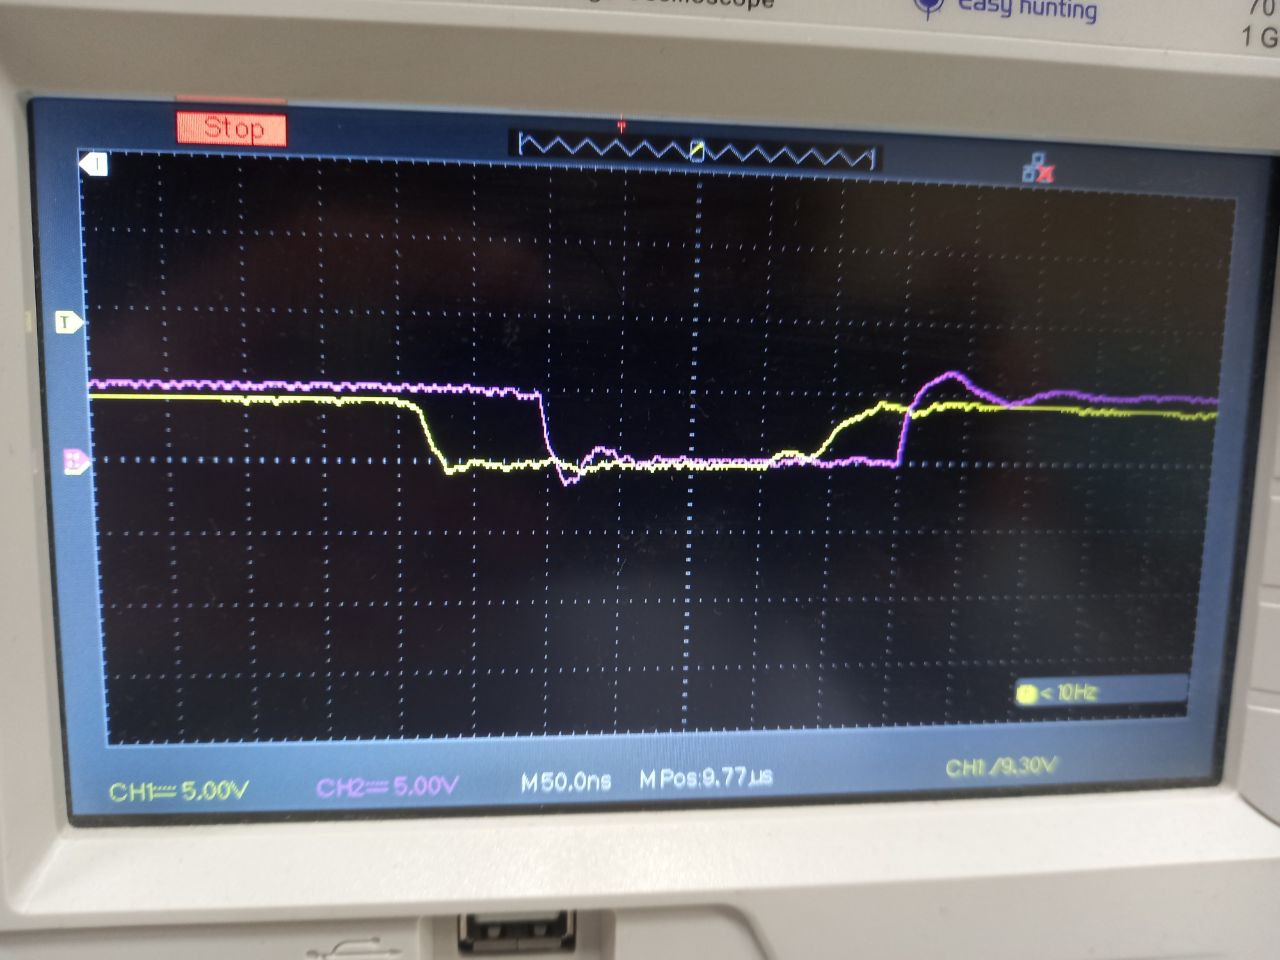 easy hunting
70
1 G
Stop
T
T
CH1 5.00V CH2 5.00V M 50.0ns M Pos:9.77µs CH1 /9.30V
< 10Hz